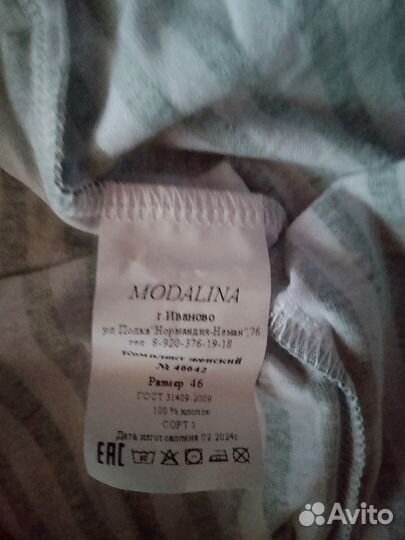 MODALINA
г.Иваново
ул Полка"Нормандия-Неман",76
тел: 8-920-376-19-18
Комплект женский
№ 46642
Размер 46
ГОСТ 31409-2009
100 % хлопок
СОРТ 1
Дата изготовления 02.2024г
EAC
Avito